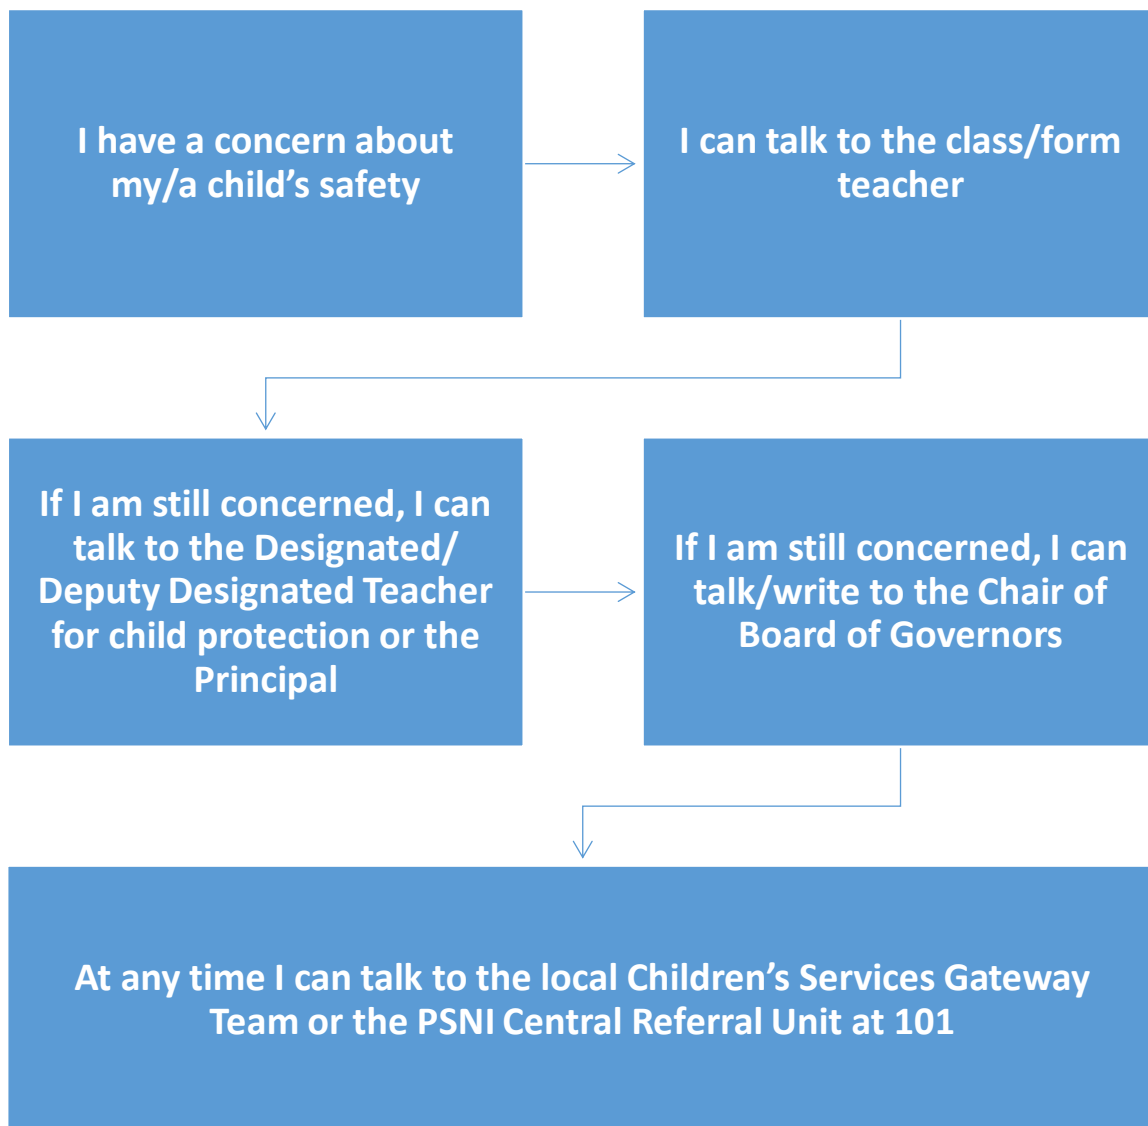 I have a concern about
my/a child's safety
I can talk to the class/form
teacher
If I am still concerned, I can
talk to the Designated/
Deputy Designated Teacher
for child protection or the
Principal
If I am still concerned, I can
talk/write to the Chair of
Board of Governors
At any time I can talk to the local Children's Services Gateway
Team or the PSNI Central Referral Unit at 101